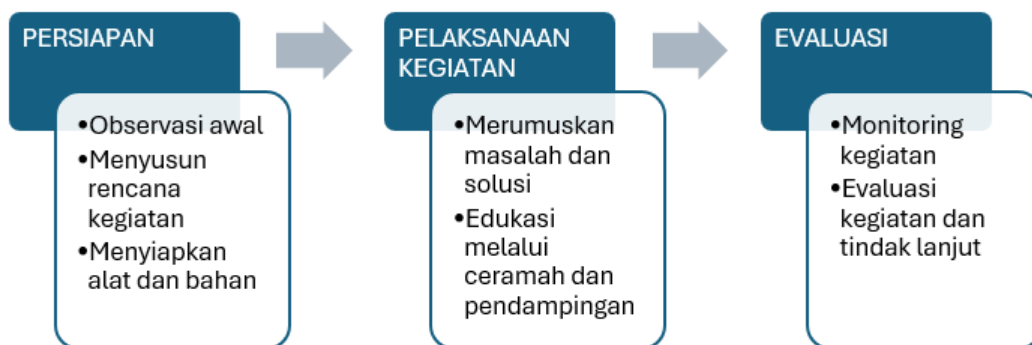 PERSIAPAN
•Observasi awal
•Menyusun
rencana
kegiatan
•Menyiapkan
alat dan bahan
PELAKSANAAN
KEGIATAN
•Merumuskan
masalah dan
solusi
•Edukasi
melalui
ceramah dan
pendampingan
EVALUASI
•Monitoring
kegiatan
•Evaluasi
kegiatan dan
tindak lanjut